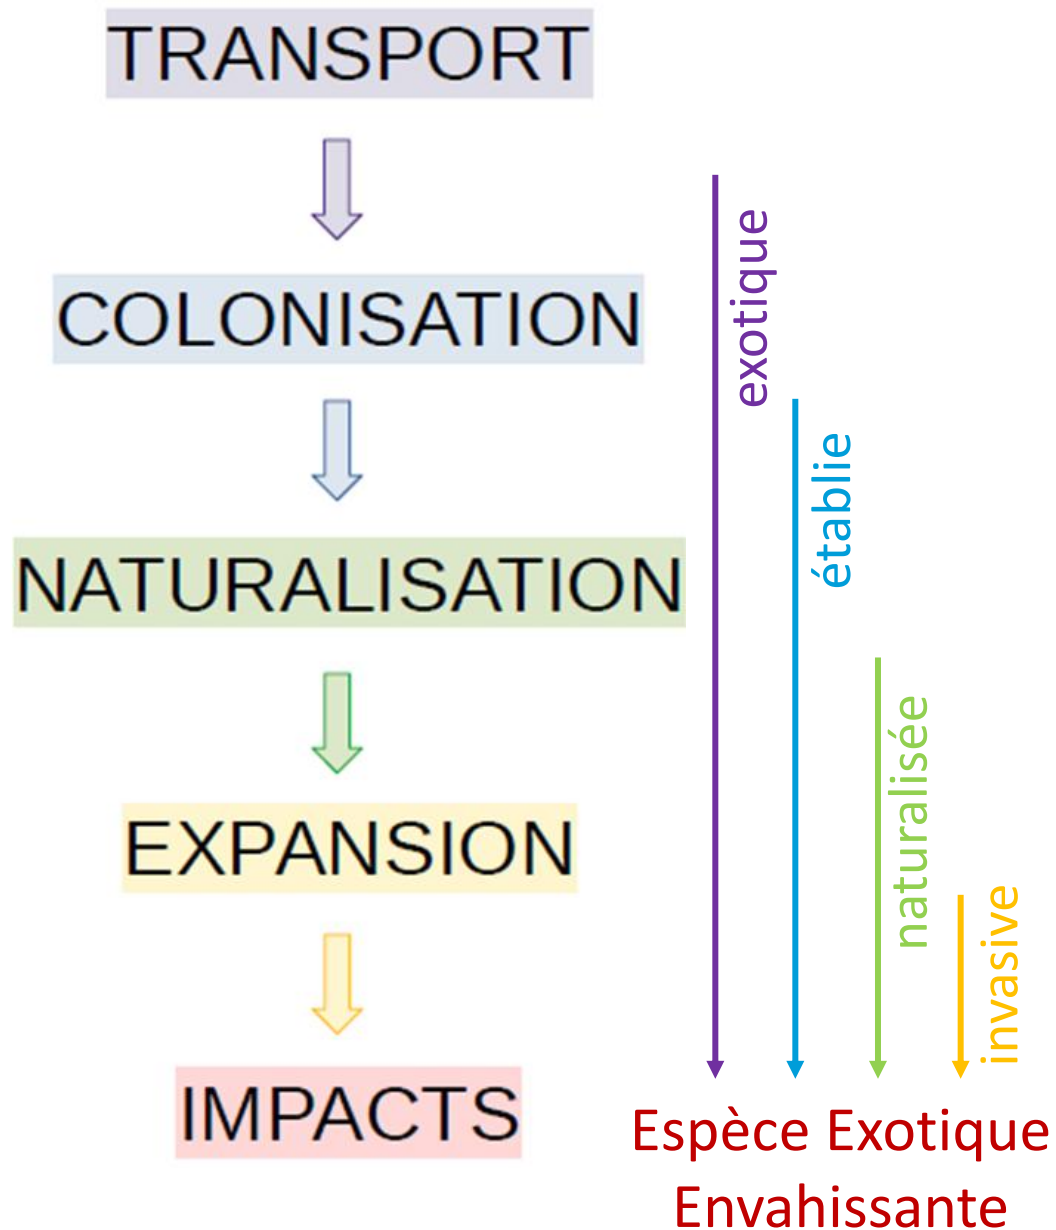 TRANSPORT
COLONISATION
NATURALISATION
EXPANSION
IMPACTS
exotique
établie
naturalisée
invasive
Espèce Exotique
Envahissante